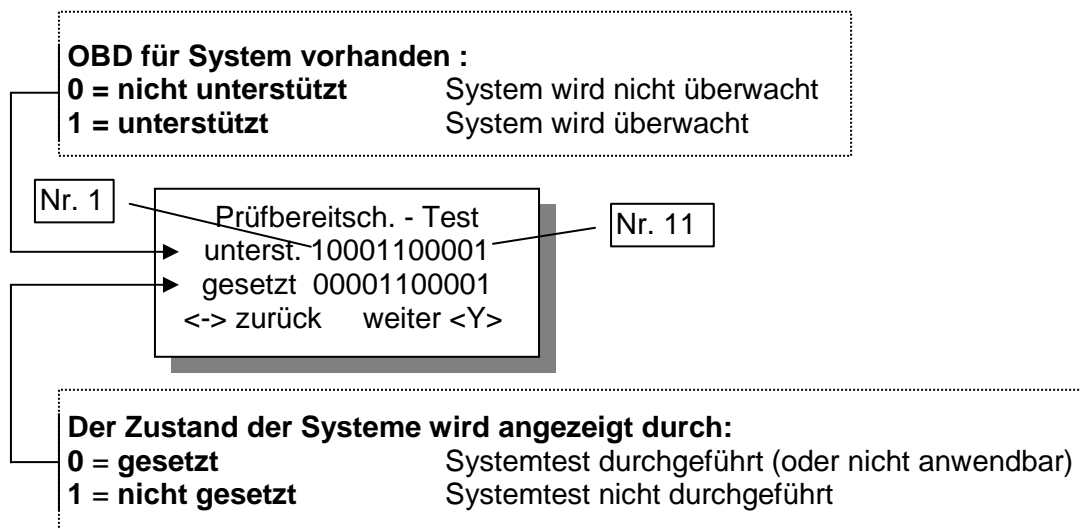 OBD für System vorhanden :
0 = nicht unterstützt System wird nicht überwacht
1 = unterstützt System wird überwacht
Nr. 1
Prüfbereitsch. - Test
unterst. 10001100001
Nr. 11
gesetzt 00001100001
<-> zurück weiter <Y>
Der Zustand der Systeme wird angezeigt durch:
0 = gesetzt Systemtest durchgeführt (oder nicht anwendbar)
1 = nicht gesetzt Systemtest nicht durchgeführt